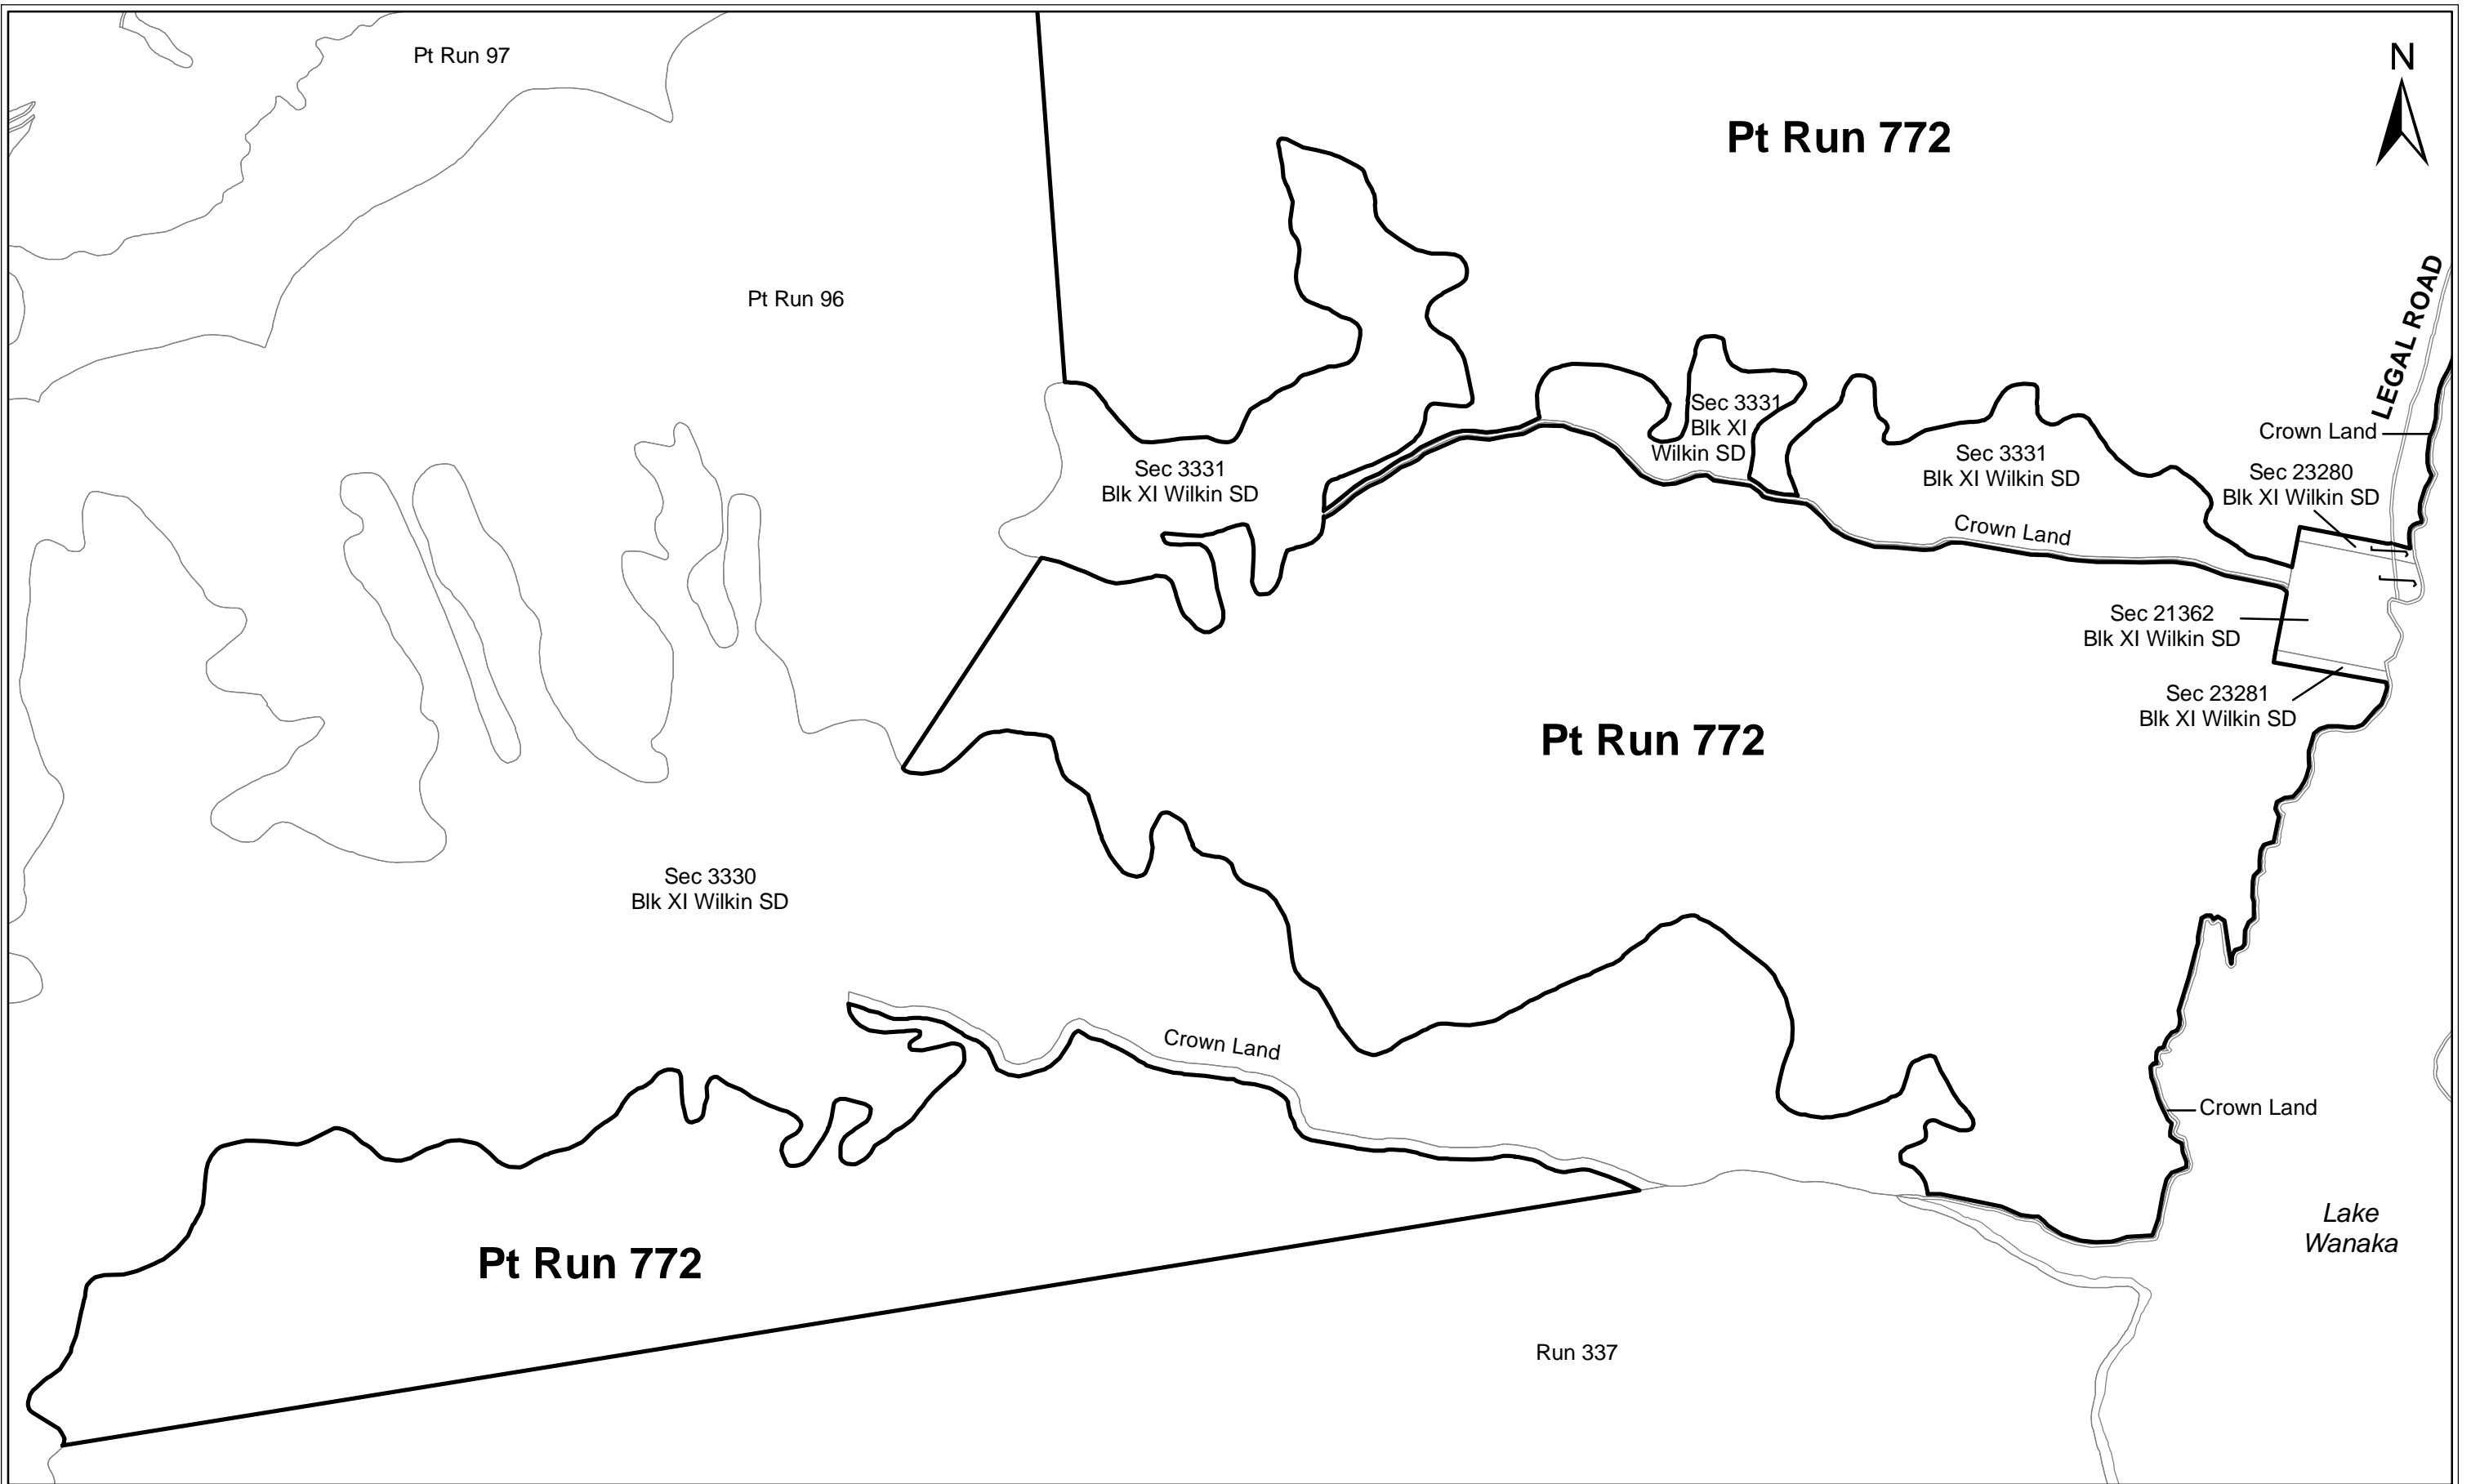 Pt Run 97
N
Pt Run 772
Pt Run 96
LEGAL ROAD
Sec 3331
Blk XI
Wilkin SD
Crown Land
Sec 3331
Blk XI Wilkin SD
Sec 3331
Blk XI Wilkin SD
Sec 23280
Blk XI Wilkin SD
Crown Land
Sec 21362
Blk XI Wilkin SD
Sec 23281
Blk XI Wilkin SD
Pt Run 772
Sec 3330
Blk XI Wilkin SD
Crown Land
Crown Land
Lake
Wanaka
Pt Run 772
Run 337